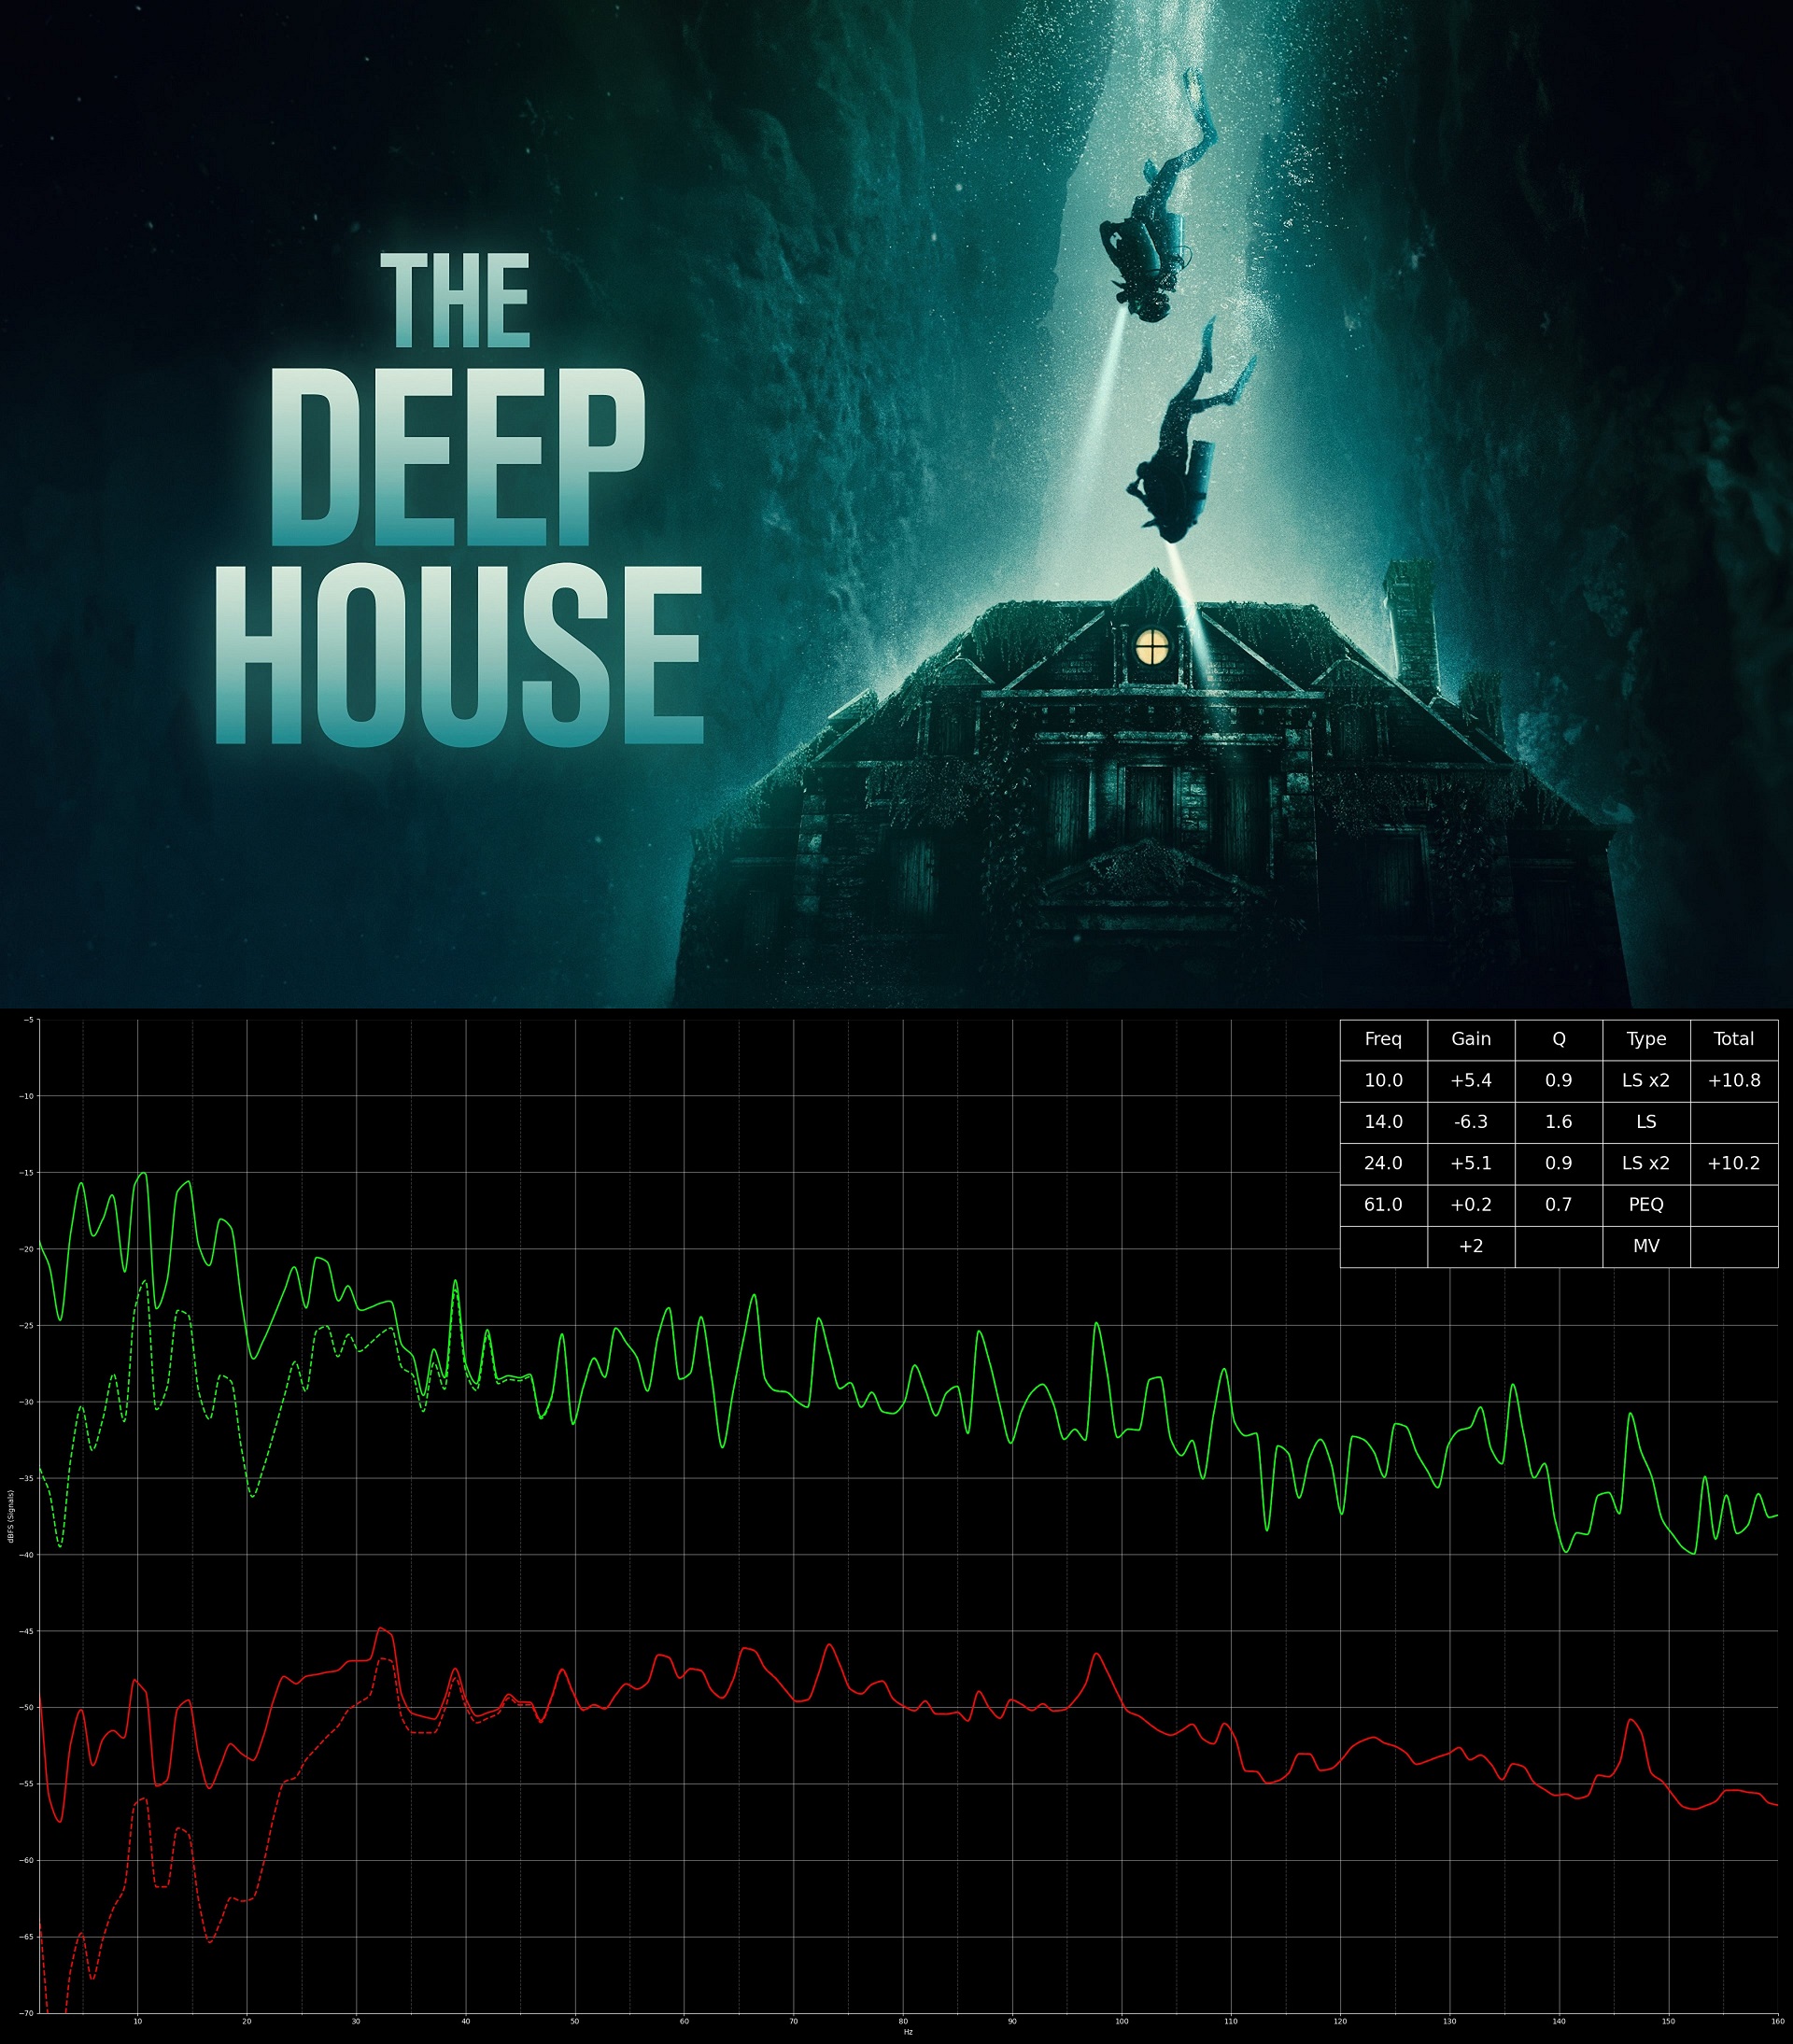 THE
DEEP
HOUSE
Freq Gain Q Type Total
10.0 +5.4 0.9 LS x2 +10.8
14.0 -6.3 1.6 LS
24.0 +5.1 0.9 LS x2 +10.2
61.0 +0.2 0.7 PEQ
+2 MV
−5
−10
−15
−20
−25
−30
−35
−40
−45
−50
−55
−60
−65
−70
dBFS (Signals)
10 20 30 40 50 60 70 80 90 100 110 120 130 140 150 160
Hz